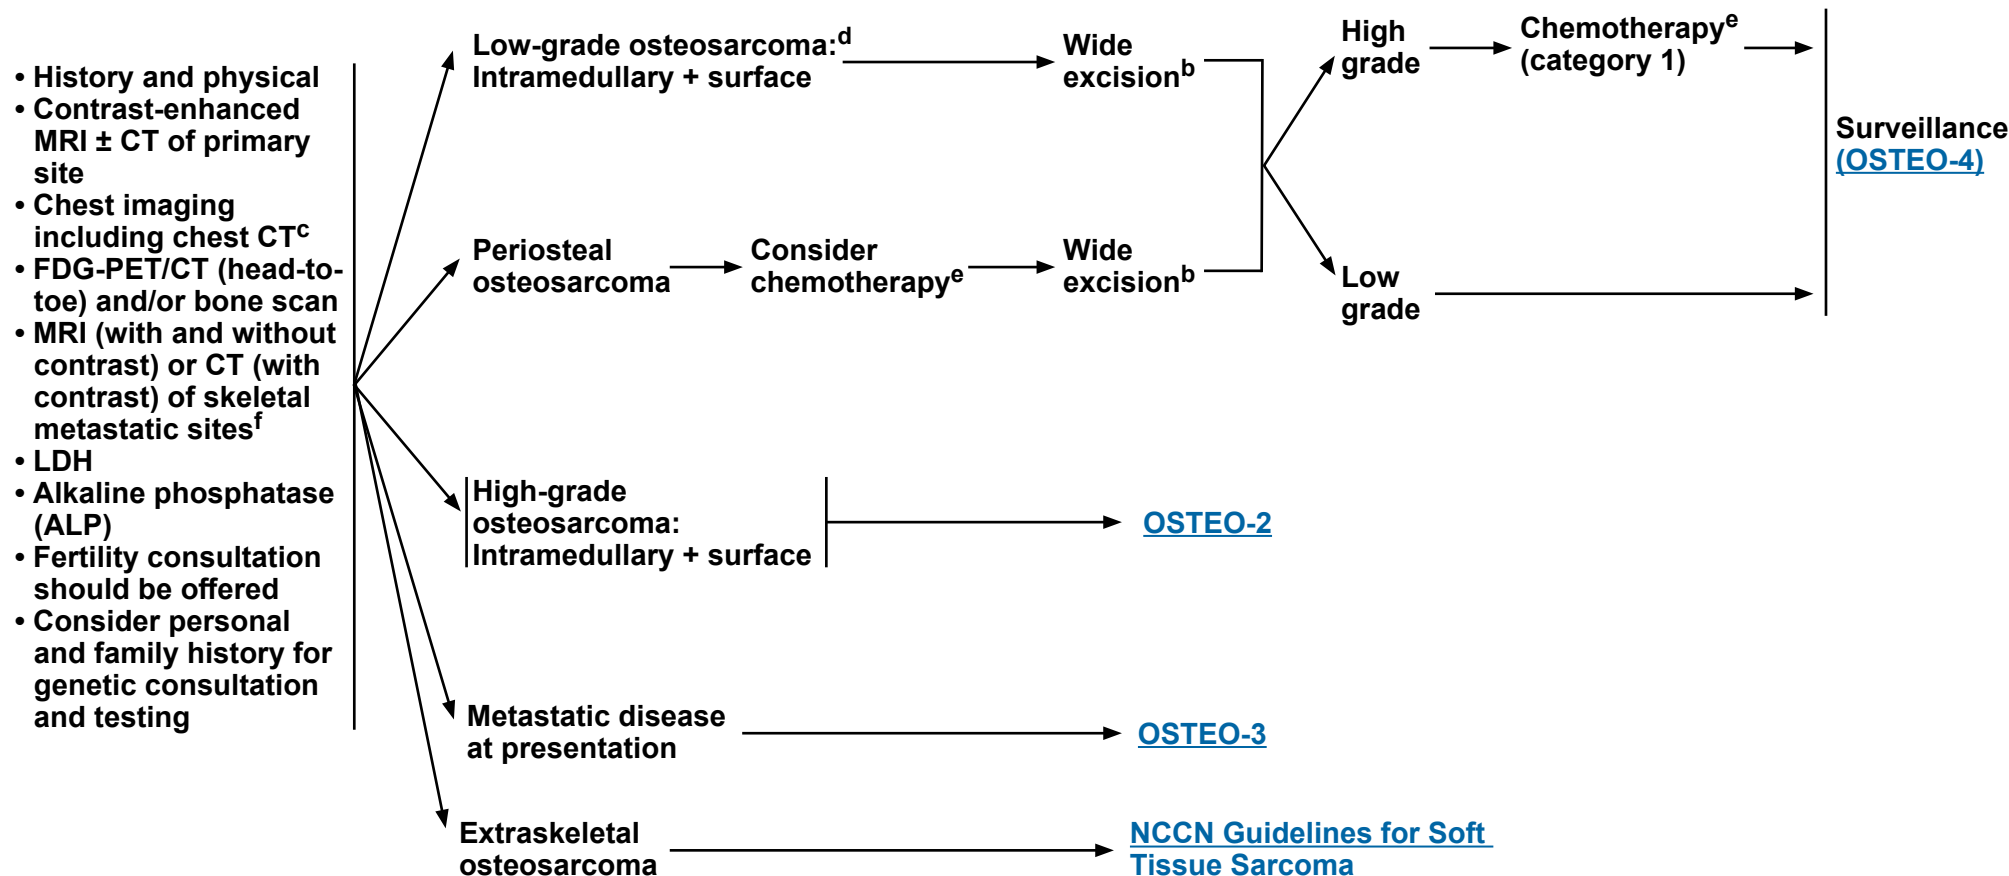 • History and physical
• Contrast-enhanced
MRI ± CT of primary
site
• Chest imaging
including chest CTᶜ
• FDG-PET/CT (head-to-
toe) and/or bone scan
• MRI (with and without
contrast) or CT (with
contrast) of skeletal
metastatic sitesᶠ
• LDH
• Alkaline phosphatase
(ALP)
• Fertility consultation
should be offered
• Consider personal
and family history for
genetic consultation
and testing
Low-grade osteosarcoma:ᵈ
Intramedullary + surface
Wide
excisionᵇ
Periosteal
osteosarcoma
Consider
chemotherapyᵉ
Wide
excisionᵇ
High
grade
Chemotherapyᵉ
(category 1)
Low
grade
Surveillance
(OSTEO-4)
High-grade
osteosarcoma:
Intramedullary + surface
OSTEO-2
Metastatic disease
at presentation
OSTEO-3
Extraskeletal
osteosarcoma
NCCN Guidelines for Soft
Tissue Sarcoma